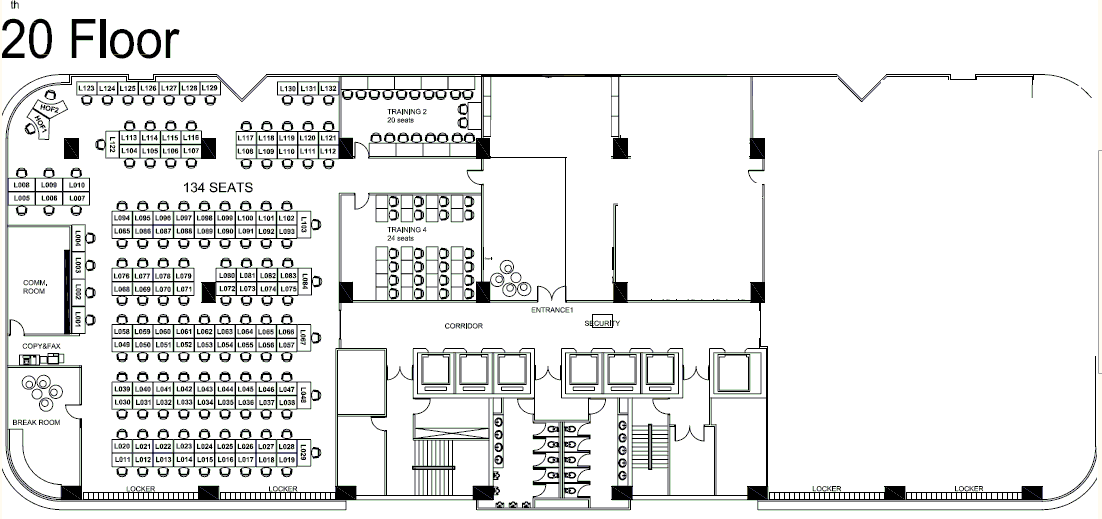 th
20 Floor
L123 L124 L125 L126 L127 L128 L129
L130 L131 L132
HOF2
HOF1
TRAINING 2
20 seats
L122
L113 L114 L115 L116
L104 L105 L106 L107
L117 L118 L119 L120 L121
L108 L109 L110 L111 L112
L008 L009 L010
L005 L006 L007
134 SEATS
L094 L095 L096 L097 L098 L099 L100 L101 L102
L085 L086 L087 L088 L089 L090 L091 L092 L093
L103
TRAINING 4
24 seats
L004
L003
L002
L001
COMM,
ROOM
L076 L077 L078 L079
L068 L069 L070 L071
L080 L081 L082 L083
L072 L073 L074 L075
L084
ENTRANCE1
CORRIDOR
SECURITY
L058 L059 L060 L061 L062 L063 L064 L065 L066
L049 L050 L051 L052 L053 L054 L055 L056 L057
L067
COPY&FAX
L039 L040 L041 L042 L043 L044 L045 L046 L047
L030 L031 L032 L033 L034 L035 L036 L037 L038
L048
BREAK ROOM
L020 L021 L022 L023 L024 L025 L026 L027 L028
L011 L012 L013 L014 L015 L016 L017 L018 L019
L029
LOCKER
LOCKER
LOCKER
LOCKER